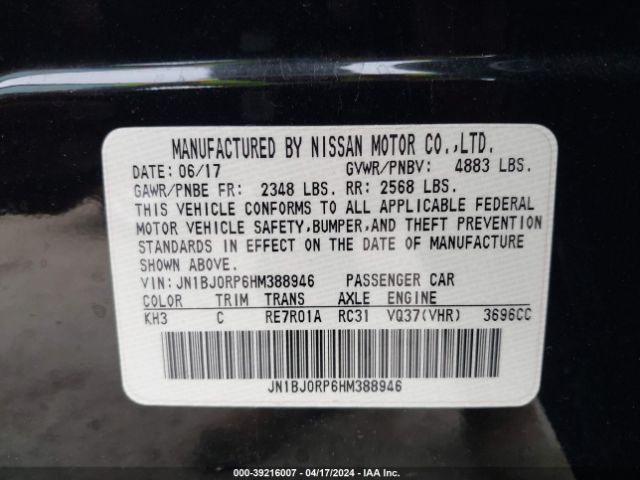 MANUFACTURED BY NISSAN MOTOR CO.,LTD.
DATE: 06/17 GVWR/PNBV: 4883 LBS.
GAWR/PNBE FR: 2348 LBS. RR: 2568 LBS.
THIS VEHICLE CONFORMS TO ALL APPLICABLE FEDERAL
MOTOR VEHICLE SAFETY,BUMPER,AND THEFT PREVENTION
STANDARDS IN EFFECT ON THE DATE OF MANUFACTURE
SHOWN ABOVE.
VIN: JN1BJ0RP6HM388946 PASSENGER CAR
COLOR TRIM TRANS AXLE ENGINE
KH3 C RE7R01A RC31 VQ37(VHR) 3696CC
JN1BJ0RP6HM388946
000-39216007 - 04/17/2024 - IAA Inc.